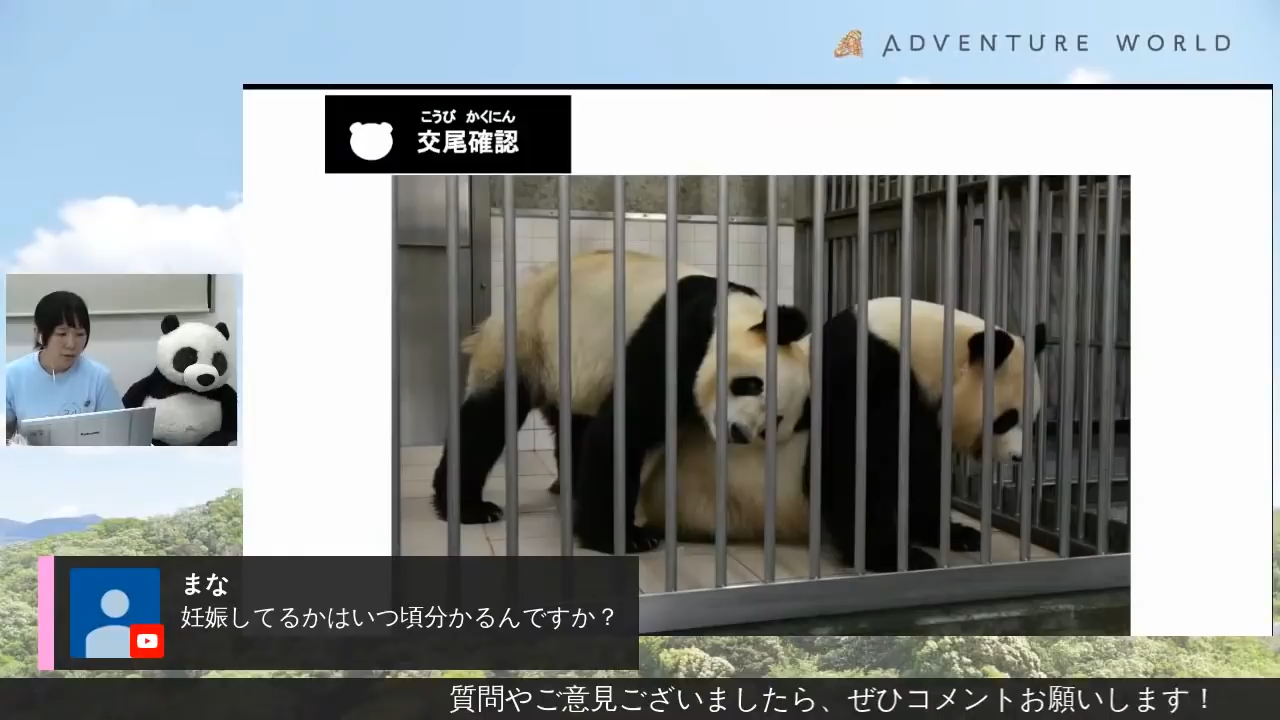 ADVENTURE WORLD
こうび かくにん
交尾確認
まな
妊娠してるかはいつ頃分かるんですか？
質問やご意見ございましたら、ぜひコメントお願いします！